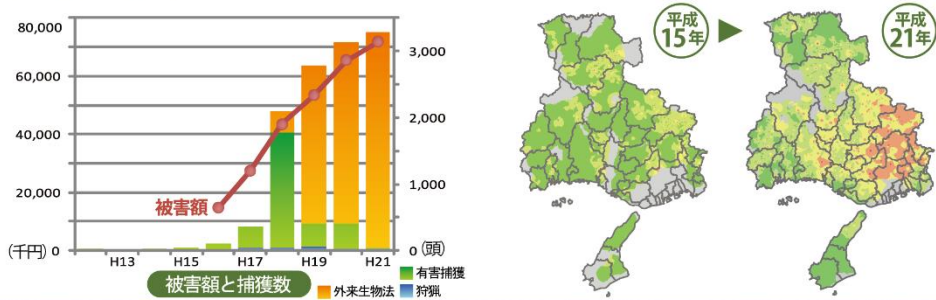 80,000
60,000
40,000
20,000
(千円) 0
3,000
2,000
1,000
0 (頭)
被害額
H13
H15
H17
H19
H21
被害額と捕獲数
有害捕獲
外来生物法
狩猟
平成
15年
平成
21年